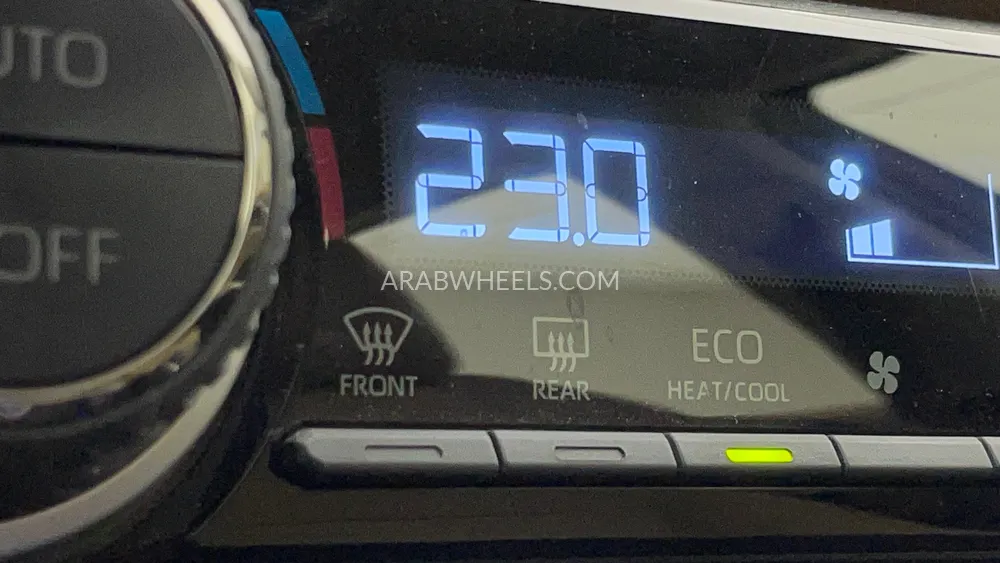 UTO
OFF
23.0
ARABWHEELS.COM
FRONT
REAR
ECO
HEAT/COOL